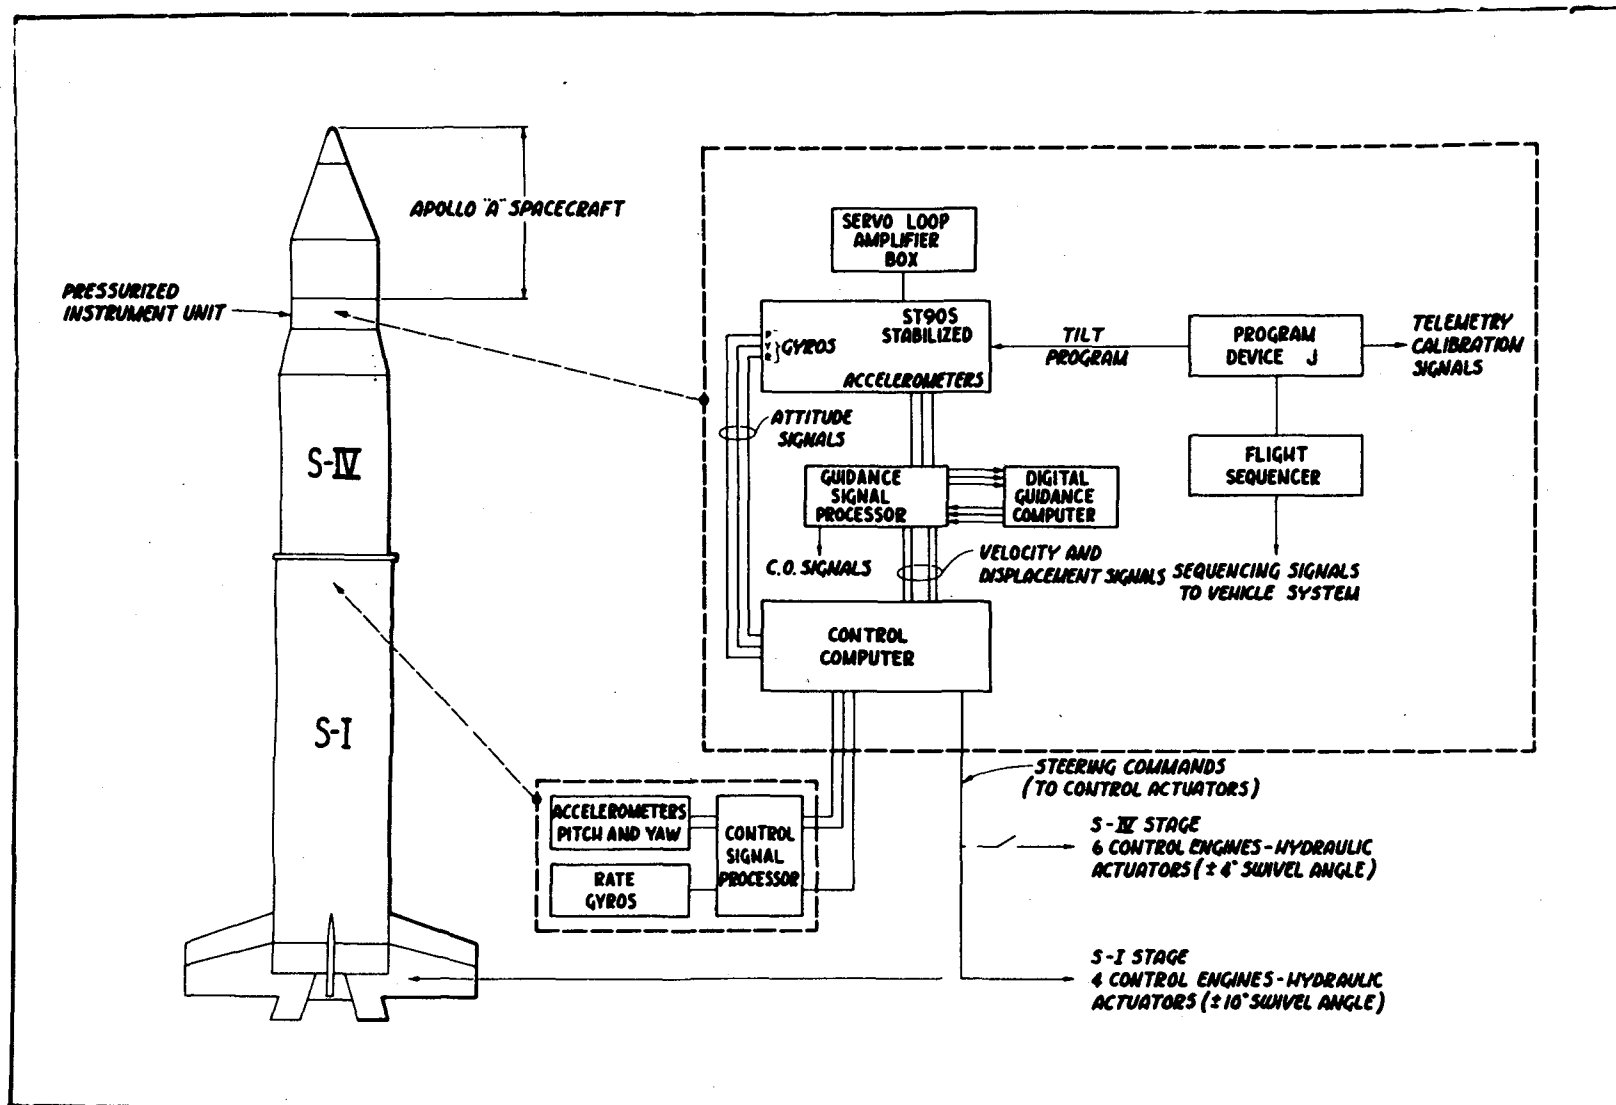 APOLLO "A" SPACECRAFT
PRESSURIZED
INSTRUMENT UNIT
S-IV
S-I
SERVO LOOP
AMPLIFIER
BOX
ST90S
STABILIZED
P
Y
R
GYROS
ACCELEROMETERS
TILT
PROGRAM
PROGRAM
DEVICE J
TELEMETRY
CALIBRATION
SIGNALS
ATTITUDE
SIGNALS
FLIGHT
SEQUENCER
GUIDANCE
SIGNAL
PROCESSOR
DIGITAL
GUIDANCE
COMPUTER
C.O. SIGNALS
VELOCITY AND
DISPLACEMENT SIGNALS
SEQUENCING SIGNALS
TO VEHICLE SYSTEM
CONTROL
COMPUTER
STEERING COMMANDS
(TO CONTROL ACTUATORS)
ACCELEROMETERS
PITCH AND YAW
CONTROL
SIGNAL
PROCESSOR
RATE
GYROS
S-IV STAGE
6 CONTROL ENGINES-HYDRAULIC
ACTUATORS (±4° SWIVEL ANGLE)
S-I STAGE
4 CONTROL ENGINES-HYDRAULIC
ACTUATORS (±10° SWIVEL ANGLE)